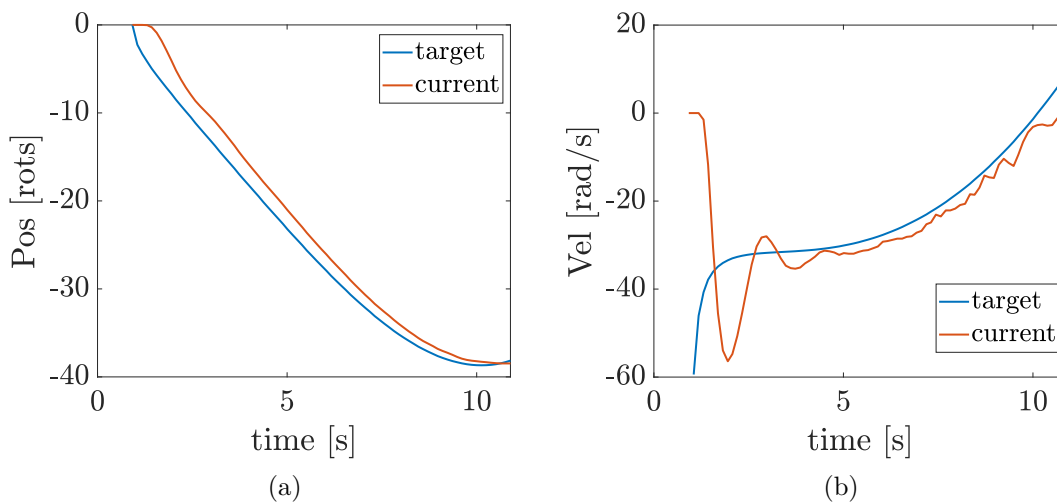 0
-10
-20
-30
-40
0
5
10
Pos [rots]
time [s]
target
current
(a)
20
0
-20
-40
-60
0
5
10
Vel [rad/s]
time [s]
target
current
(b)